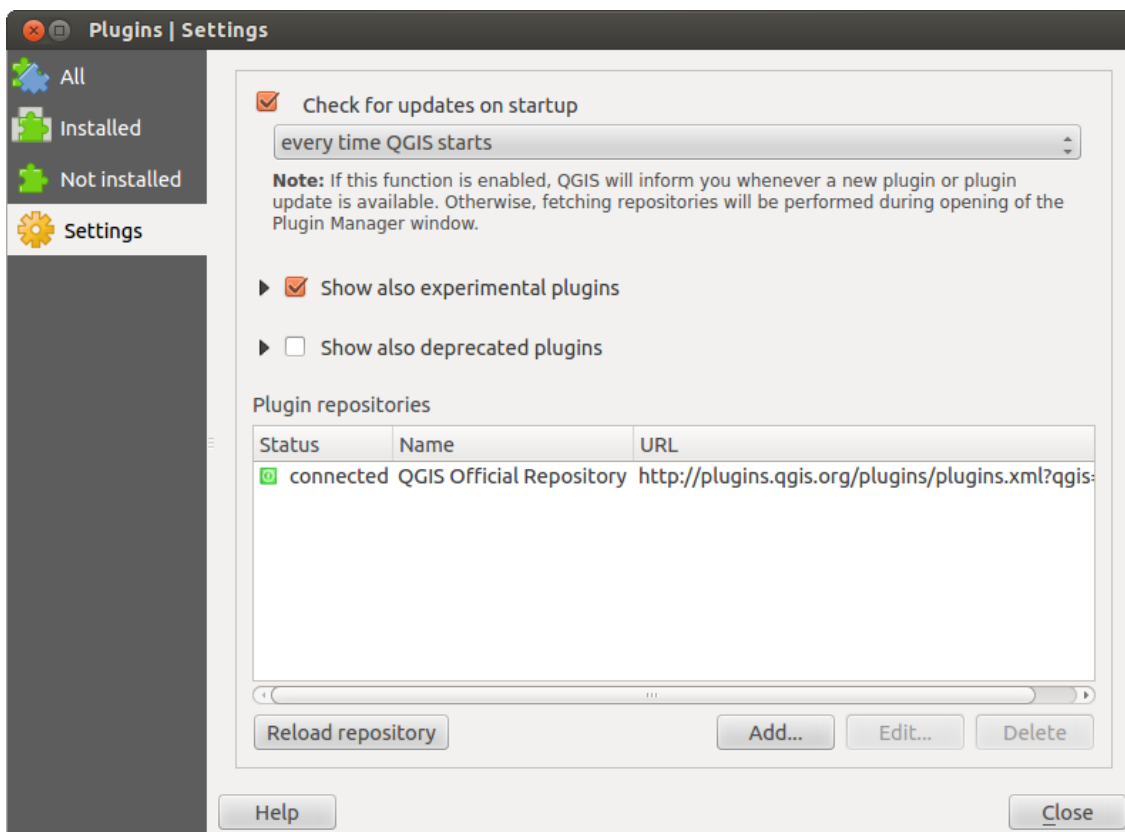 Plugins | Settings
All
Installed
Not installed
Settings
Check for updates on startup
every time QGIS starts
Note: If this function is enabled, QGIS will inform you whenever a new plugin or plugin
update is available. Otherwise, fetching repositories will be performed during opening of the
Plugin Manager window.
Show also experimental plugins
Show also deprecated plugins
Plugin repositories
Status Name URL
connected QGIS Official Repository http://plugins.qgis.org/plugins/plugins.xml?qgis=
Reload repository Add... Edit... Delete
Help Close